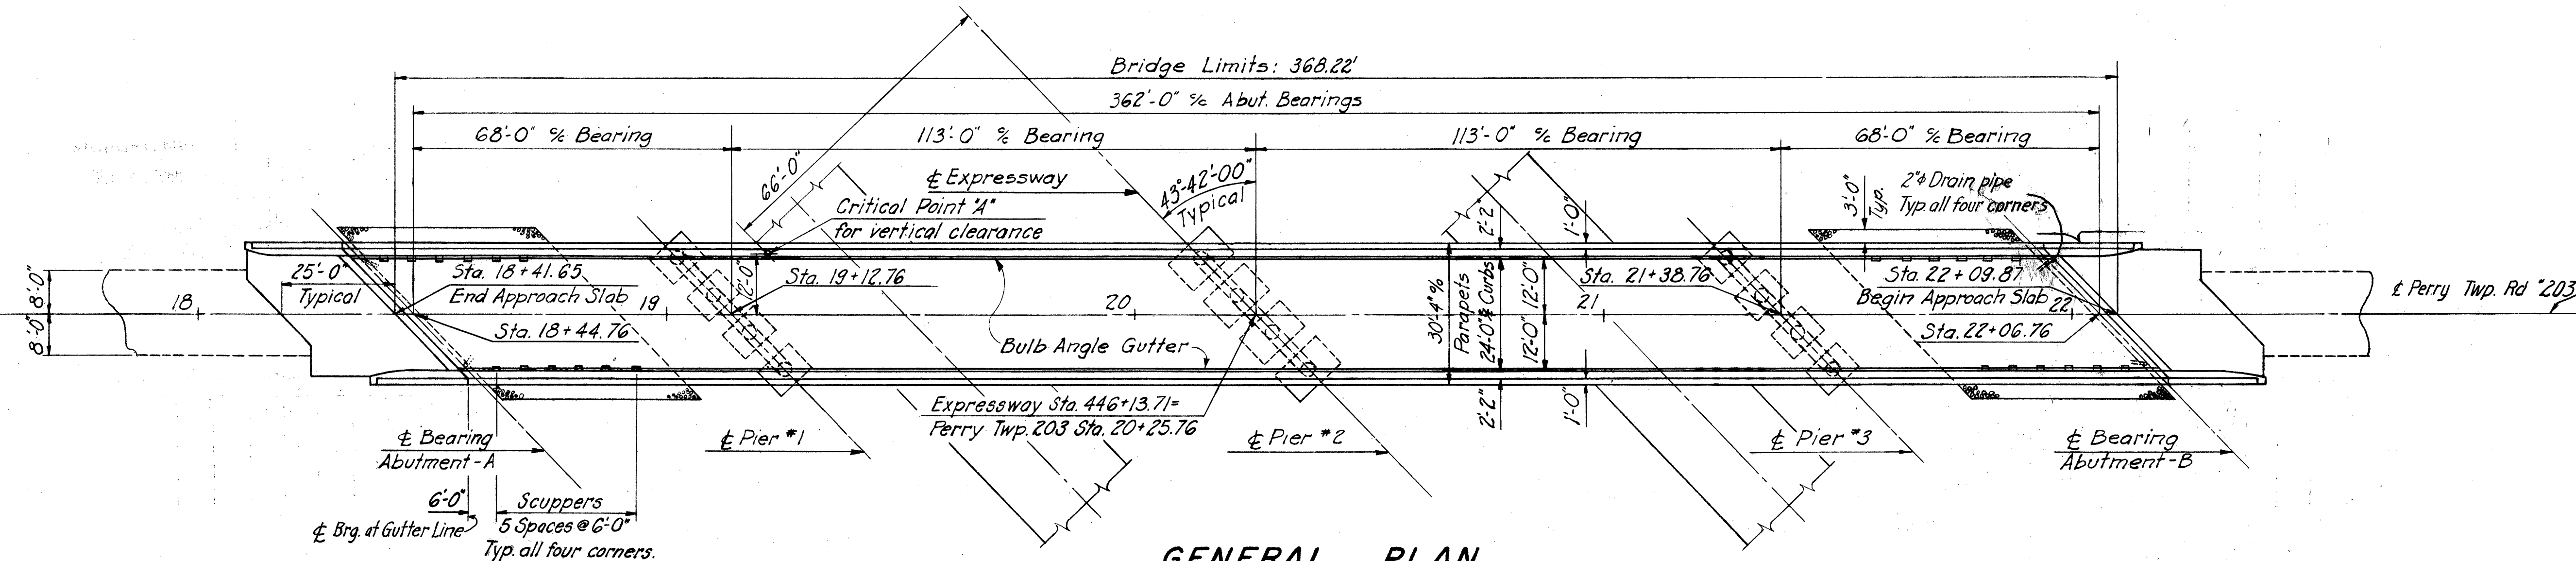 Bridge Limits: 368.22'
362'-0" c/c Abut. Bearings
68'-0" c/c Bearing
113'-0" c/c Bearing
113'-0" c/c Bearing
68'-0" c/c Bearing
66'-0"
℄ Expressway
43°-42'-00"
Typical
Critical Point "A"
for vertical clearance
2'-2"
1'-0"
3'-0"
Typ.
2"ϕ Drain pipe
Typ. all four corners
8'-0"
8'-0"
18
25'-0"
Typical
Sta. 18+41.65
End Approach Slab
Sta. 18+44.76
19
12'-0"
Sta. 19+12.76
20
Bulb Angle Gutter
30'-4" c/c
Parapets
24'-0" c/c Curbs
12'-0"
12'-0"
Sta. 21+38.76
21
Sta. 22+09.87
Begin Approach Slab
22
Sta. 22+06.76
℄ Perry Twp. Rd #203
Expressway Sta. 446+13.71=
Perry Twp. 203 Sta. 20+25.76
2'-2"
1'-0"
℄ Bearing
Abutment-A
℄ Pier #1
℄ Pier #2
℄ Pier #3
℄ Bearing
Abutment-B
6'-0"
℄ Brg. at Gutter Line
Scuppers
5 Spaces @ 6'-0"
Typ. all four corners.
GENERAL PLAN